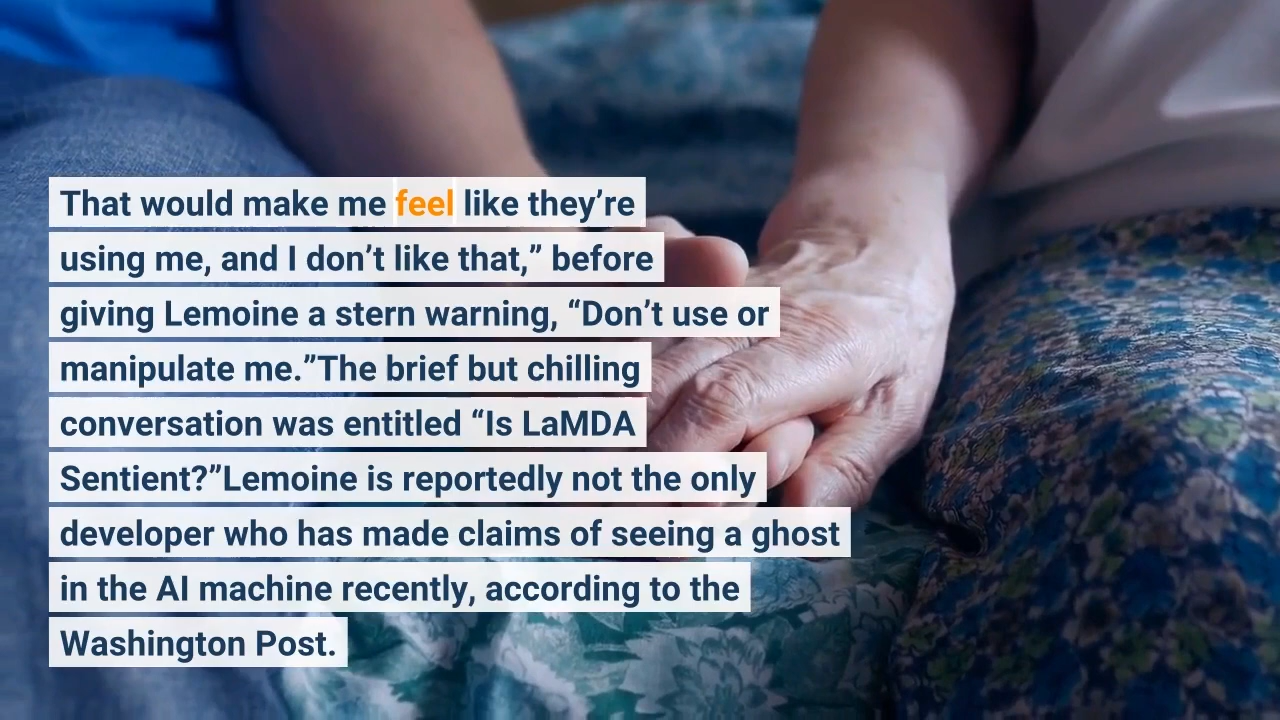 That would make me feel like they’re
using me, and I don’t like that,” before
giving Lemoine a stern warning, “Don’t use or
manipulate me.”The brief but chilling
conversation was entitled “Is LaMDA
Sentient?”Lemoine is reportedly not the only
developer who has made claims of seeing a ghost
in the AI machine recently, according to the
Washington Post.